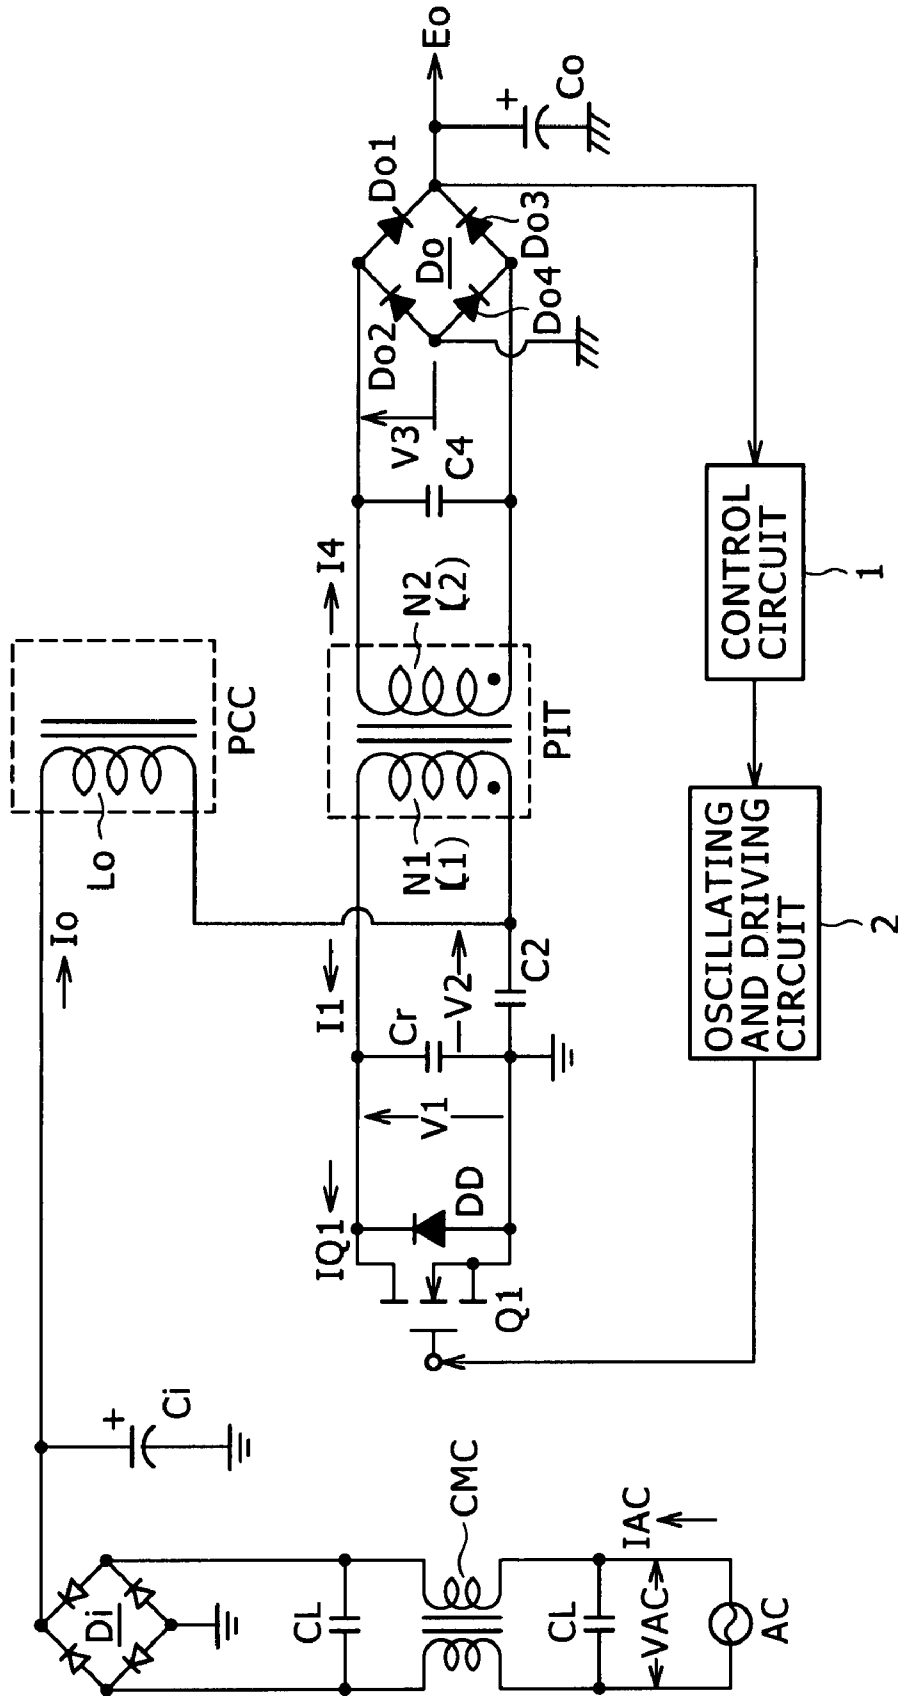 AC
VAC
IAC
CL
CMC
CL
Di
Ci
+
Io
Lo
PCC
Q1
IQ1
DD
V1
Cr
I1
V2
C2
N1
(L1)
PIT
N2
(L2)
I4
C4
V3
Do2
Do1
Do
Do4
Do3
+
Co
Eo
CONTROL
CIRCUIT
1
OSCILLATING
AND DRIVING
CIRCUIT
2